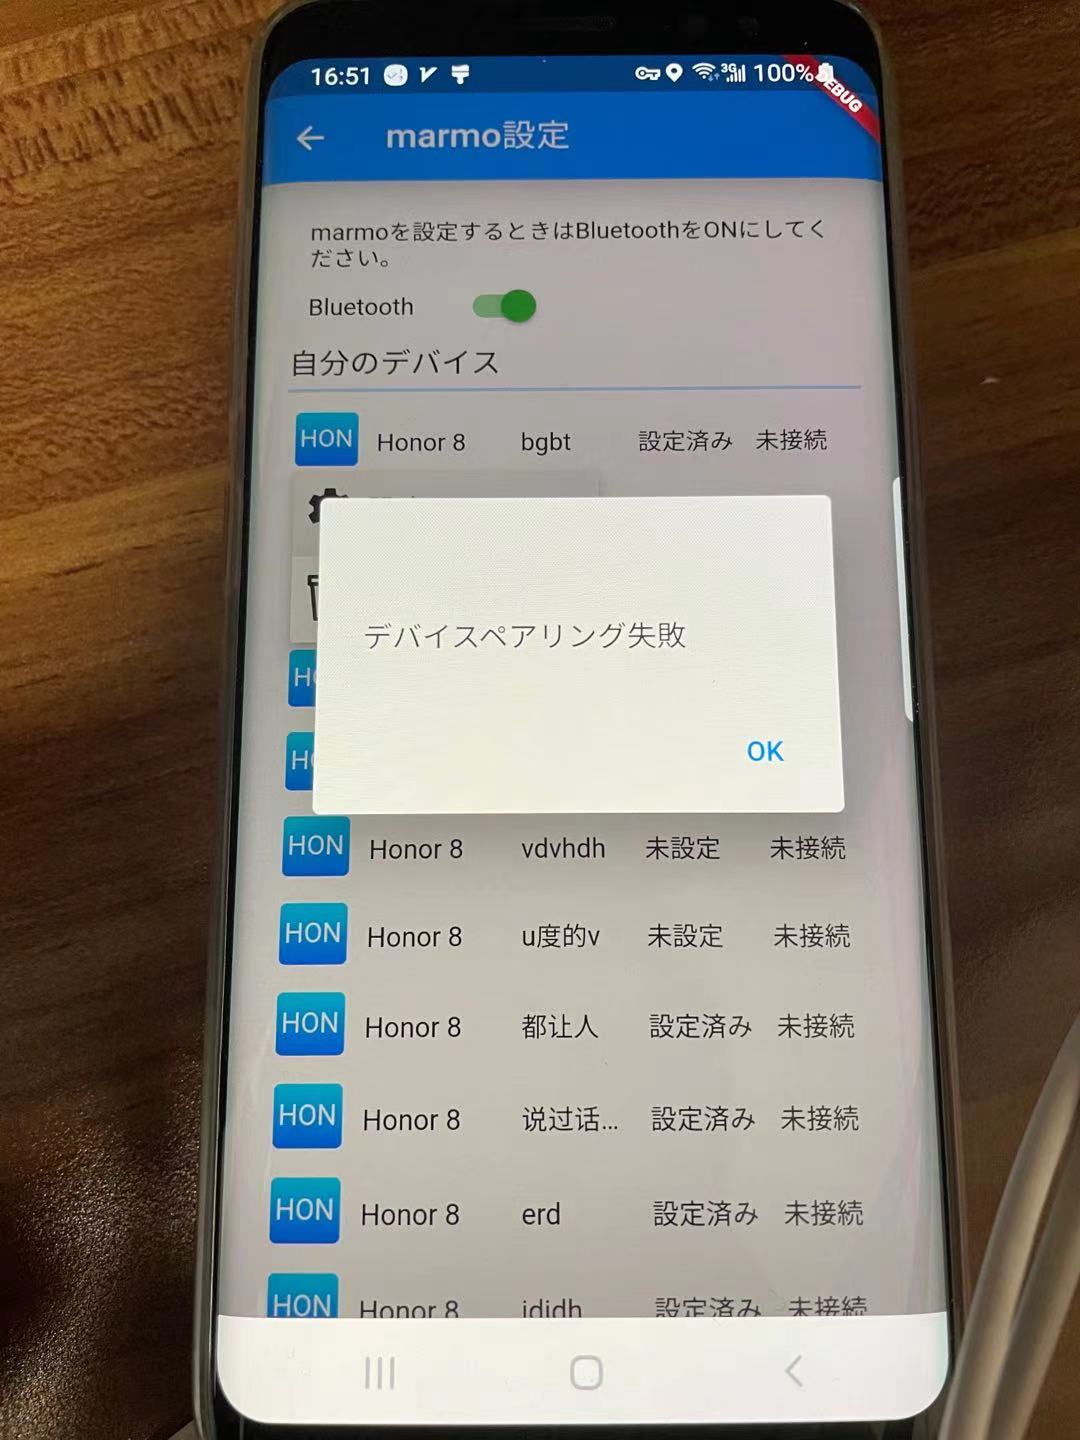 16:51
3G
100%
DEBUG
marmo設定
marmoを設定するときはBluetoothをONにしてく
ださい。
Bluetooth
自分のデバイス
HON Honor 8 bgbt 設定済み 未接続
デバイスペアリング失敗
OK
HON Honor 8 vdvhdh 未設定 未接続
HON Honor 8 u度的v 未設定 未接続
HON Honor 8 都让人 設定済み 未接続
HON Honor 8 说过话... 設定済み 未接続
HON Honor 8 erd 設定済み 未接続
HON Honor 8 jdidh 設定済み 未接続